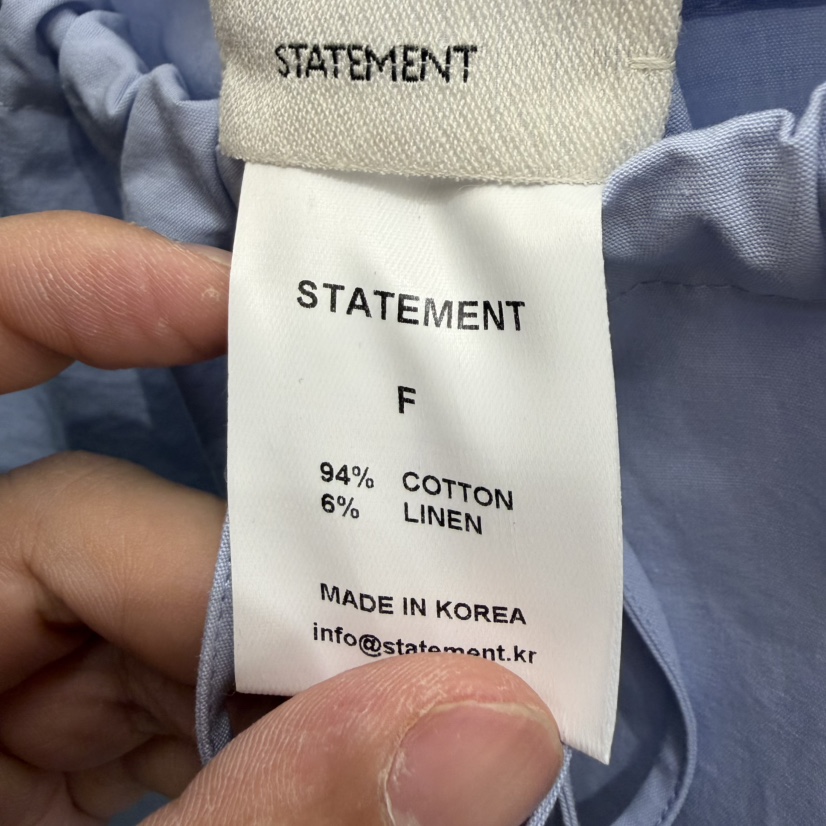 STATEMENT
STATEMENT
F
94% COTTON
6% LINEN
MADE IN KOREA
info@statement.kr